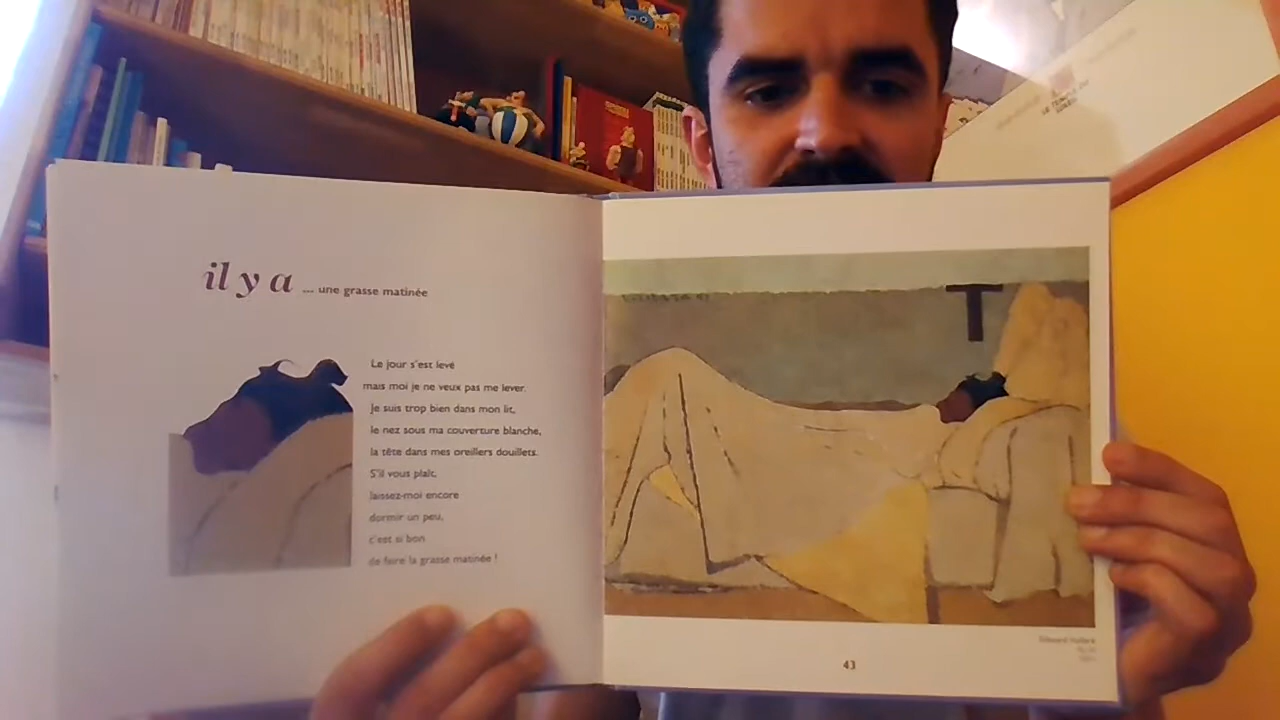 il y a ... une grasse matinée
Le jour s'est levé
mais moi je ne veux pas me lever.
Je suis trop bien dans mon lit,
le nez sous ma couverture blanche,
la tête dans mes oreillers douillets.
S'il vous plaît,
laissez-moi encore
dormir un peu,
c'est si bon
de faire la grasse matinée !
43